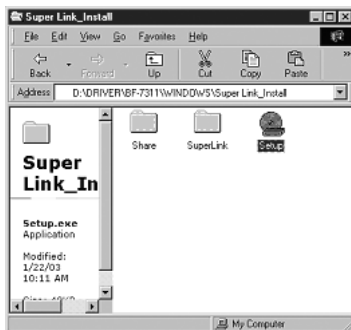 Super Link_Install
File Edit View Go Favorites Help
Back Forward Up Cut Copy Paste »
Address D:\DRIVER\BF-7311\WINDOWS\Super Link_Install
Super
Link_In
Setup.exe
Application
Modified:
1/22/03
10:11 AM
Share SuperLink Setup
My Computer